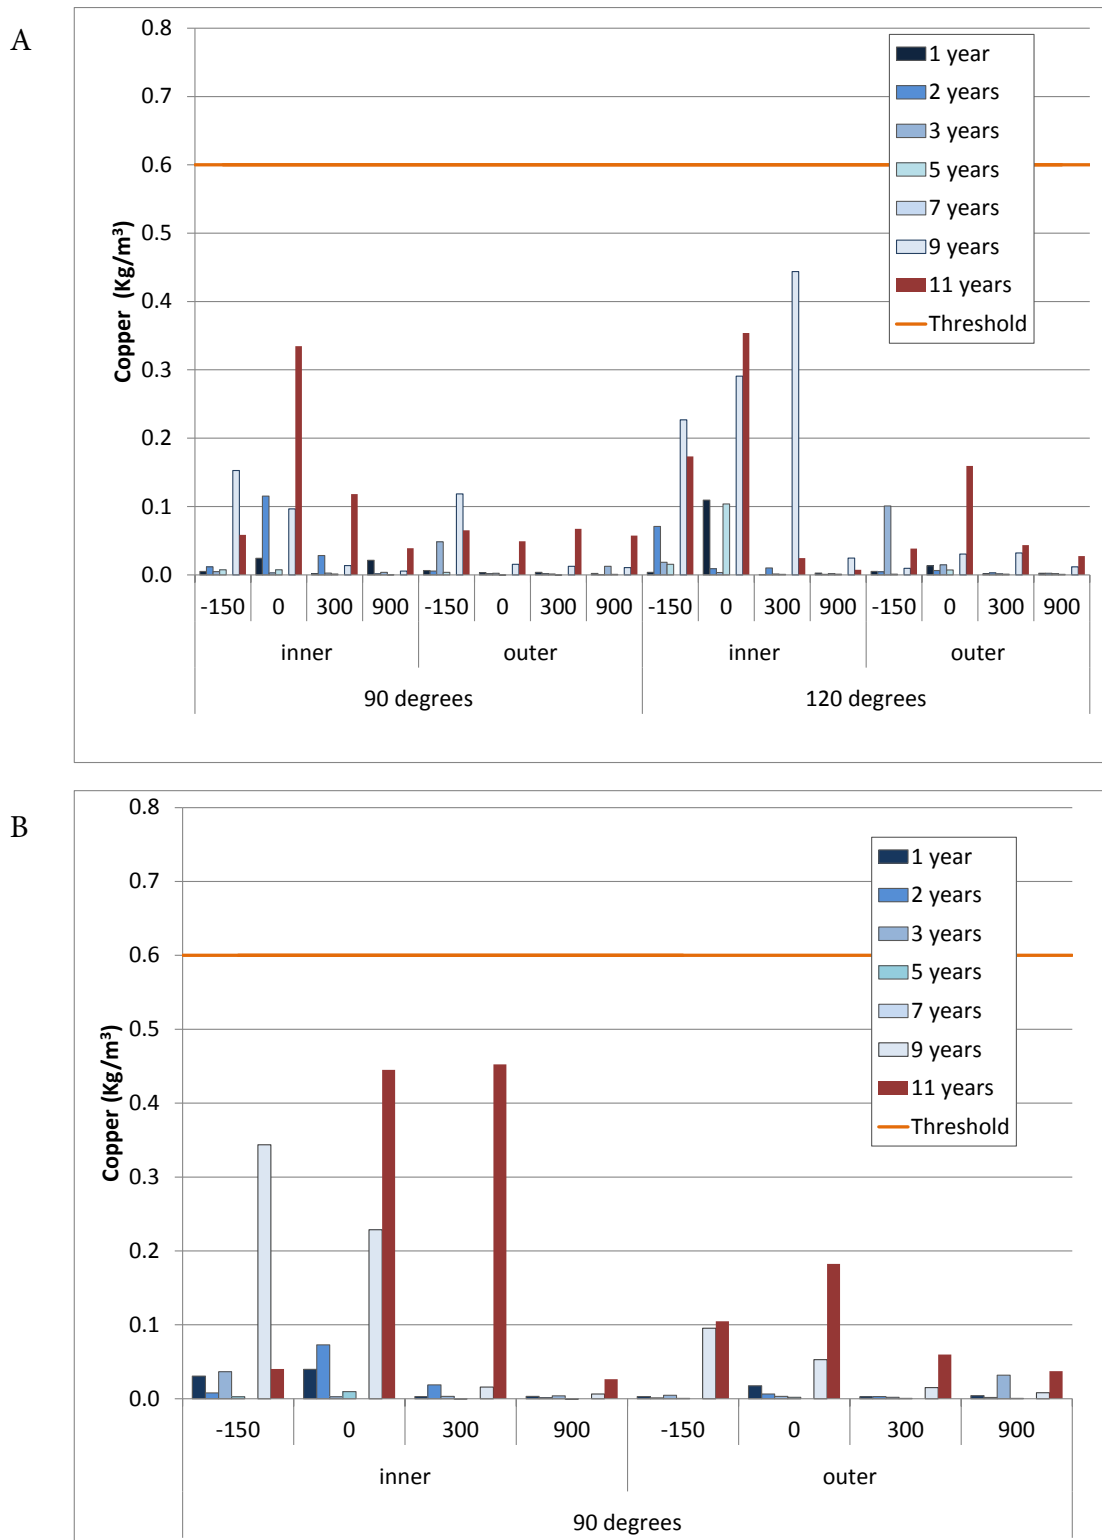 A
0.8
0.7
0.6
0.5
0.4
0.3
0.2
0.1
0.0
Copper (Kg/m³)
1 year
2 years
3 years
5 years
7 years
9 years
11 years
Threshold
-150 0 300 900 -150 0 300 900 -150 0 300 900 -150 0 300 900
inner outer inner outer
90 degrees 120 degrees
B
0.8
0.7
0.6
0.5
0.4
0.3
0.2
0.1
0.0
Copper (Kg/m³)
1 year
2 years
3 years
5 years
7 years
9 years
11 years
Threshold
-150 0 300 900 -150 0 300 900
inner outer
90 degrees